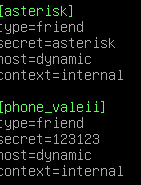 [asterisk]
type=friend
secret=asterisk
host=dynamic
context=internal
[phone_valeii]
type=friend
secret=123123
host=dynamic
context=internal